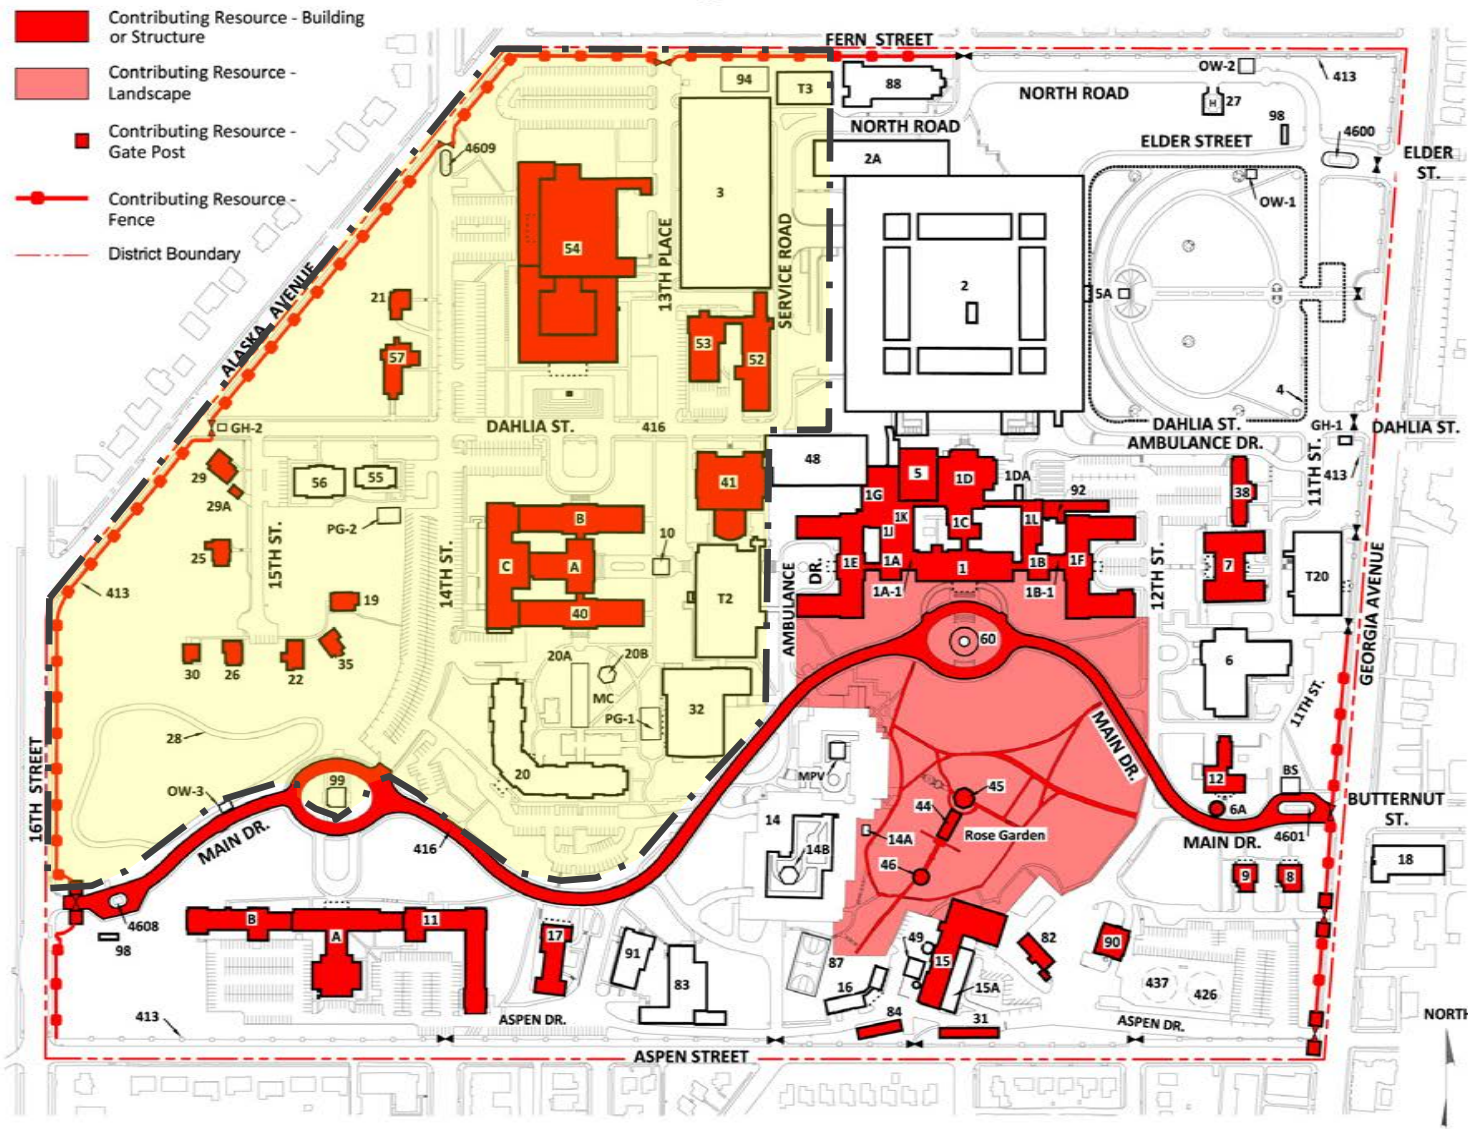 Contributing Resource - Building
or Structure
Contributing Resource -
Landscape
Contributing Resource -
Gate Post
Contributing Resource -
Fence
District Boundary
FERN STREET
94
T3
88
OW-2
413
NORTH ROAD
H
27
98
NORTH ROAD
ELDER STREET
4600
ELDER
ST.
4609
2A
3
OW-1
54
13TH PLACE
SERVICE ROAD
2
5A
ALASKA AVENUE
21
57
53
52
4
GH-2
DAHLIA ST.
416
DAHLIA ST.
AMBULANCE DR.
GH-1
DAHLIA ST.
48
5
1D
1DA
92
11TH ST.
413
29
29A
56
55
41
1G
38
PG-2
B
1K
1J
1C
1L
10
15TH ST.
14TH ST.
25
C
A
1E
1A
1
1B
1F
12TH ST.
7
T20
413
19
40
T2
AMBULANCE
DR.
1A-1
1B-1
GEORGIA AVENUE
30
26
22
35
20A
20B
60
6
MC
PG-1
32
11TH ST.
28
MAIN DR.
16TH STREET
OW-3
99
20
MPV
12
BS
45
44
6A
4601
BUTTERNUT
ST.
MAIN DR.
416
14
14A
14B
Rose Garden
46
MAIN DR.
18
9
8
4608
98
B
A
11
17
91
83
87
16
49
15
15A
82
90
437
426
413
ASPEN DR.
84
31
ASPEN DR.
NORTH
ASPEN STREET